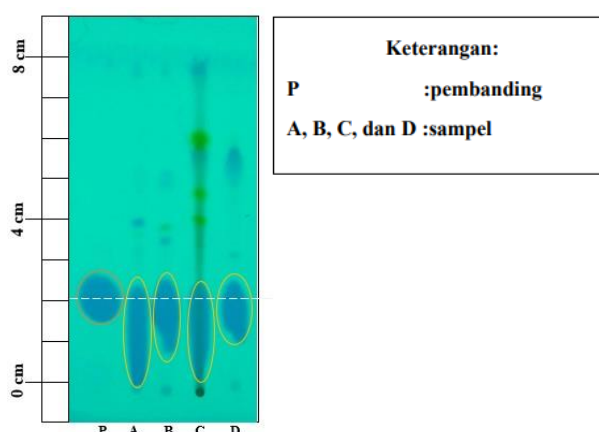 8 cm
4 cm
0 cm
P A B C D
Keterangan:
P :pembanding
A, B, C, dan D :sampel